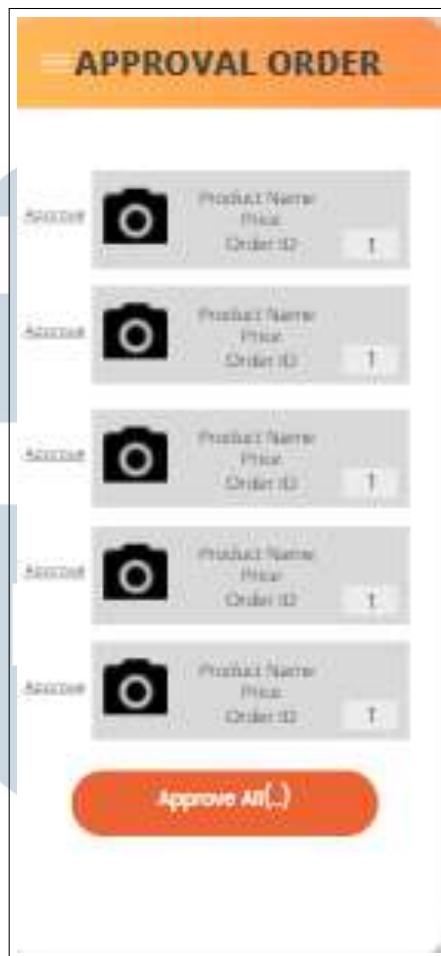 APPROVAL ORDER
Approve
Product Name
Price
Order ID
1
Approve
Product Name
Price
Order ID
1
Approve
Product Name
Price
Order ID
1
Approve
Product Name
Price
Order ID
1
Approve
Product Name
Price
Order ID
1
Approve All(..)